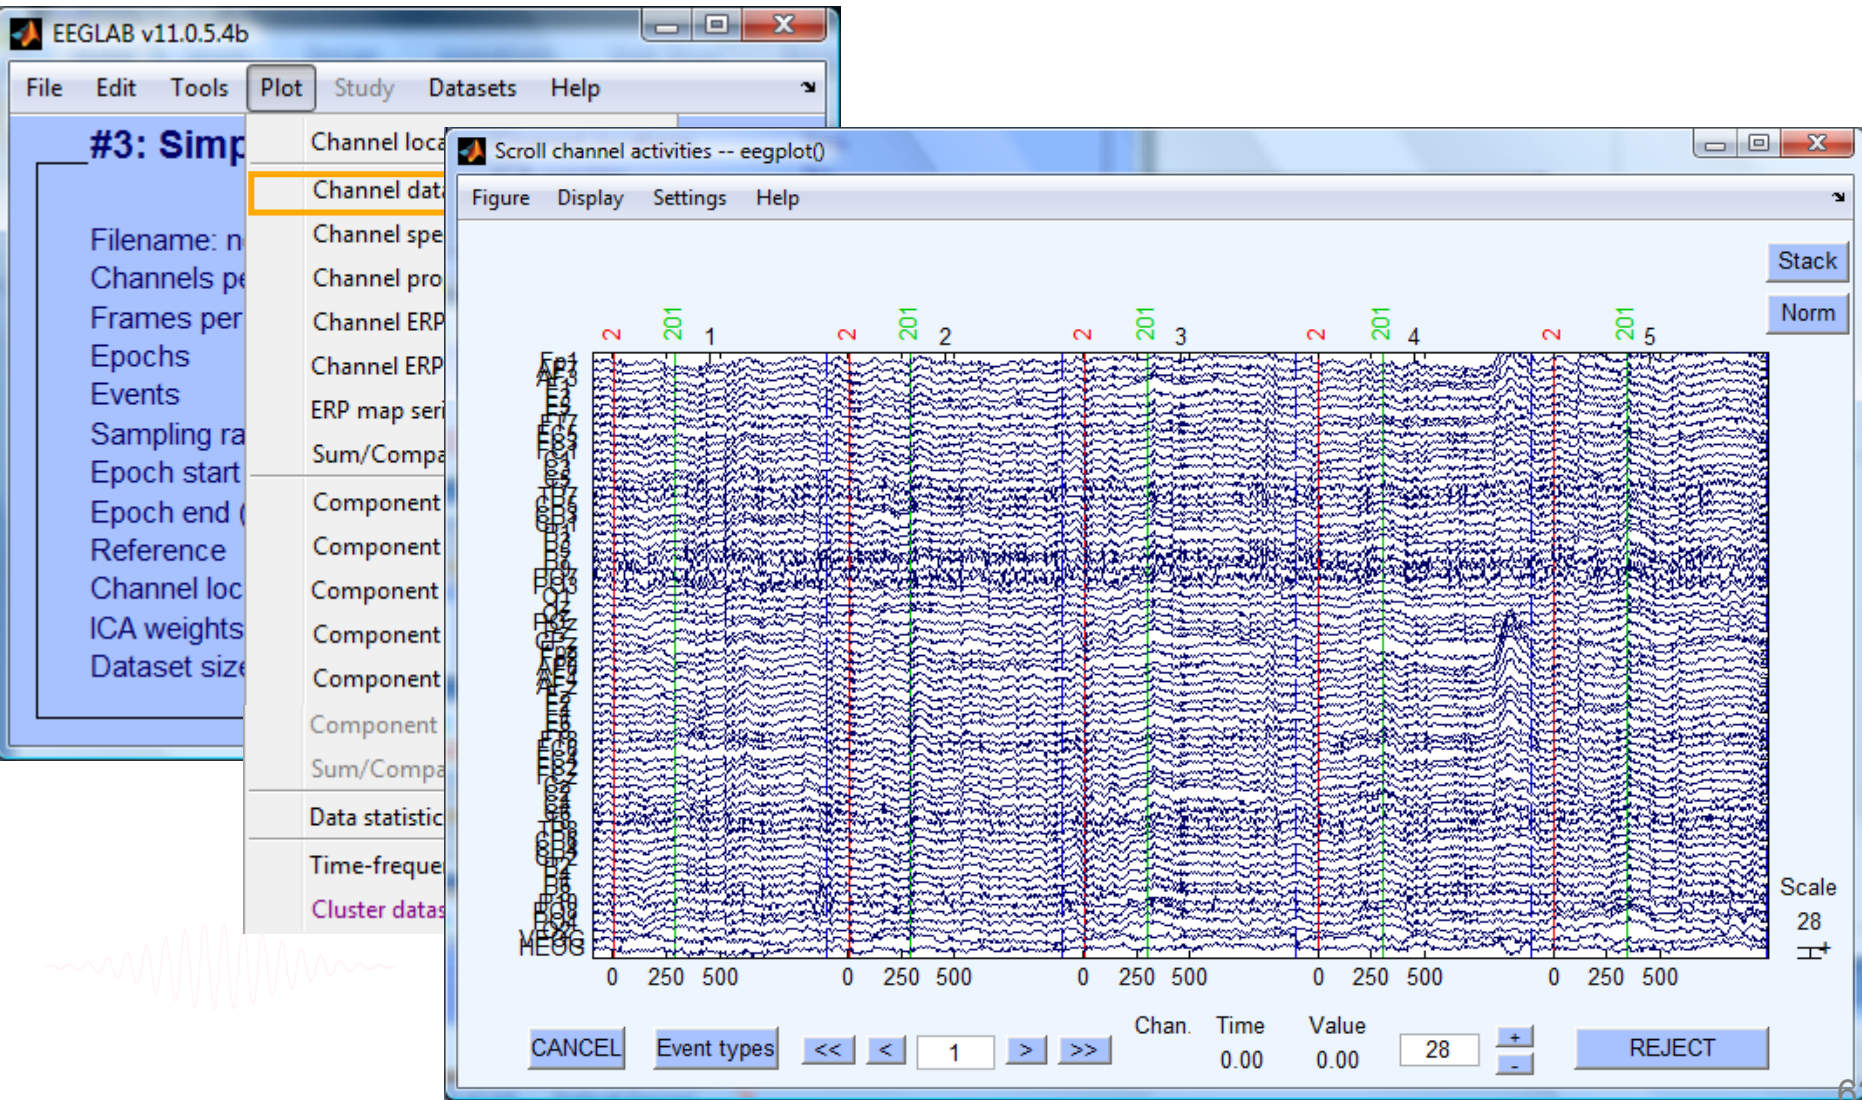 EEGLAB v11.0.5.4b
File Edit Tools Plot Study Datasets Help
#3: Simp
Filename: n
Channels pe
Frames per
Epochs
Events
Sampling ra
Epoch start
Epoch end (
Reference
Channel loc
ICA weights
Dataset size
Channel loca
Channel data
Channel spe
Channel pro
Channel ERP
Channel ERP
ERP map seri
Sum/Compa
Component
Component
Component
Component
Component
Component
Sum/Compa
Data statistic
Time-freque
Cluster datas
Scroll channel activities -- eegplot()
Figure Display Settings Help
Stack
Norm
2 201 1 2 201 2 2 201 3 2 201 4 2 201 5
Fp1
PO3
VEOG
HEOG
0 250 500 0 250 500 0 250 500 0 250 500 0 250 500
Scale
28
+
CANCEL Event types << < 1 > >>
Chan. Time Value
0.00 0.00
28
+
-
REJECT